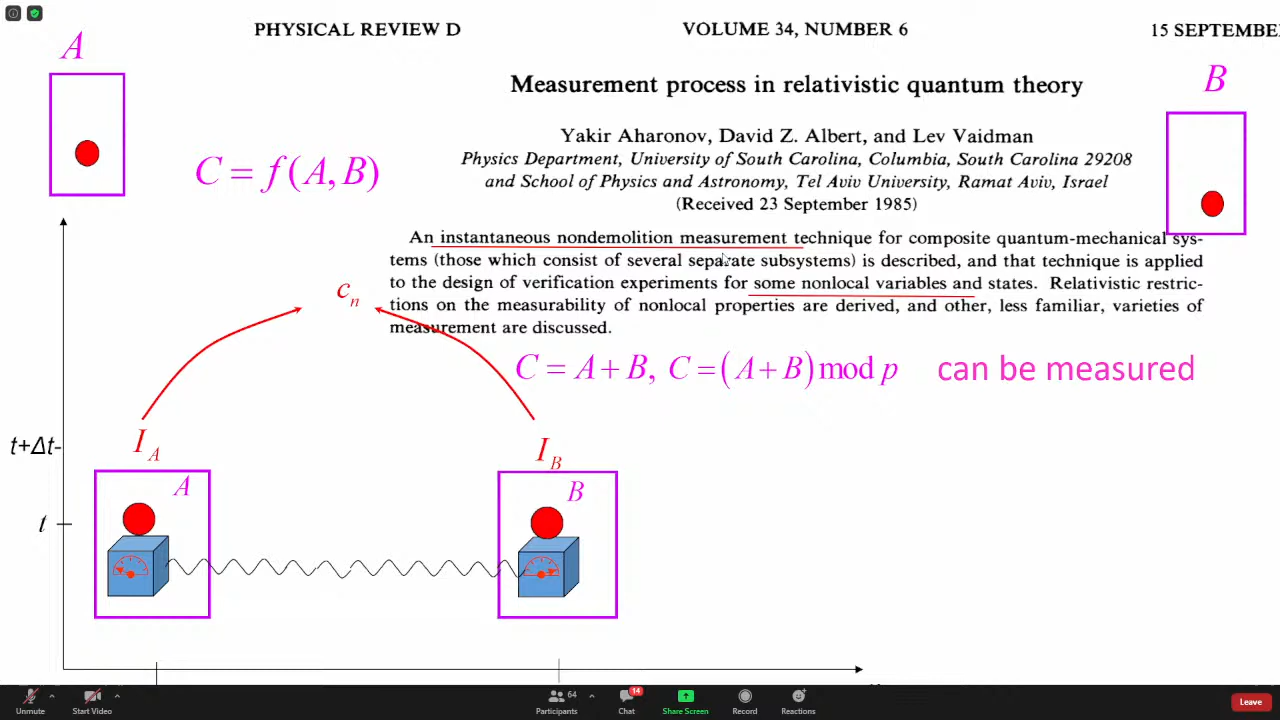 PHYSICAL REVIEW D VOLUME 34, NUMBER 6 15 SEPTEMBE
A
B
Measurement process in relativistic quantum theory
Yakir Aharonov, David Z. Albert, and Lev Vaidman
Physics Department, University of South Carolina, Columbia, South Carolina 29208
and School of Physics and Astronomy, Tel Aviv University, Ramat Aviv, Israel
(Received 23 September 1985)
C = f(A, B)
An instantaneous nondemolition measurement technique for composite quantum-mechanical sys-
tems (those which consist of several separate subsystems) is described, and that technique is applied
to the design of verification experiments for some nonlocal variables and states. Relativistic restric-
tions on the measurability of nonlocal properties are derived, and other, less familiar, varieties of
measurement are discussed.
c_n
C = A + B, C = (A + B) mod p can be measured
t+Δt
I_A I_B
A B
t
Unmute Start Video 64 Participants 14 Chat Share Screen Record Reactions Leave